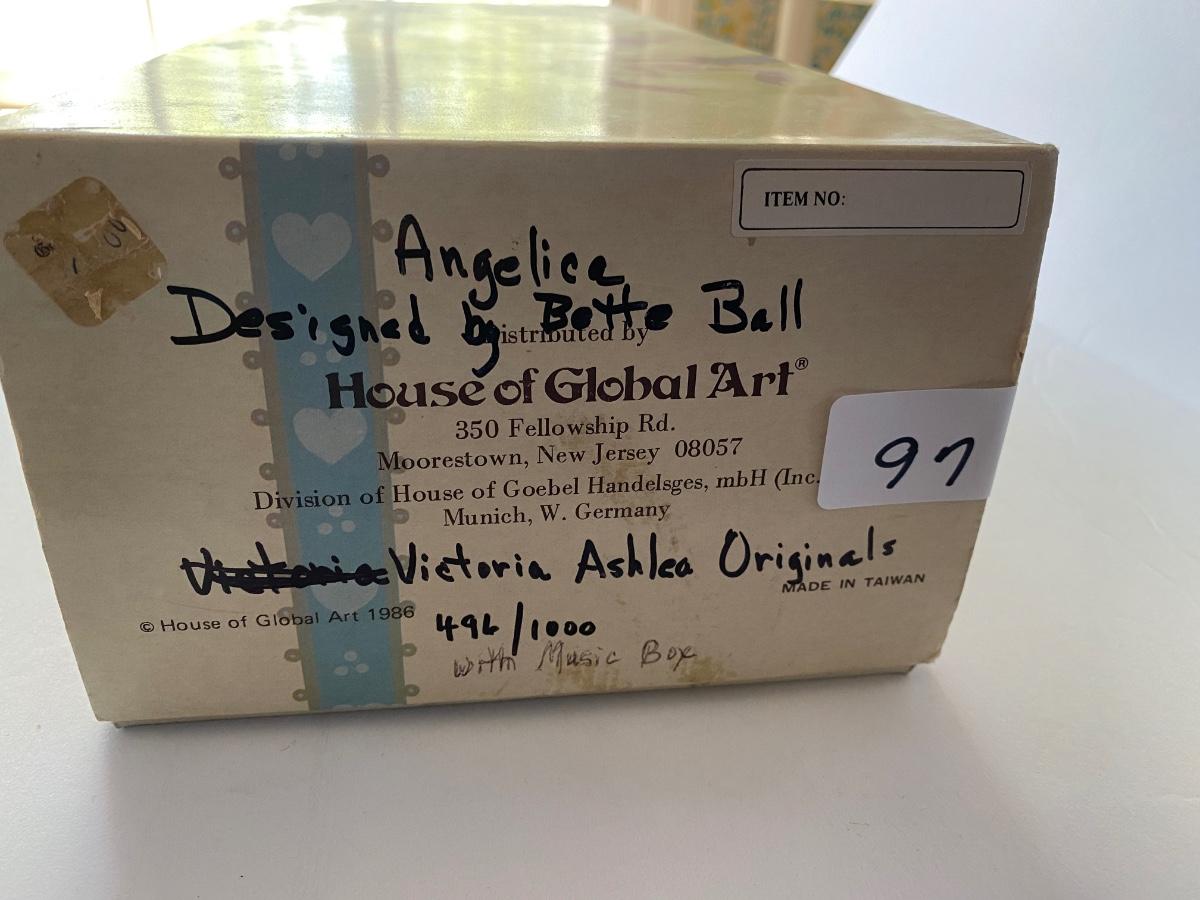 ITEM NO:
Angelica
Designed by Bette Ball
Distributed by
House of Global Art®
350 Fellowship Rd.
Moorestown, New Jersey 08057
97
Division of House of Goebel Handelsges, mbH (Inc.
Munich, W. Germany
Victoria Victoria Ashlea Originals
MADE IN TAIWAN
© House of Global Art 1986
496/1000
with Music Box